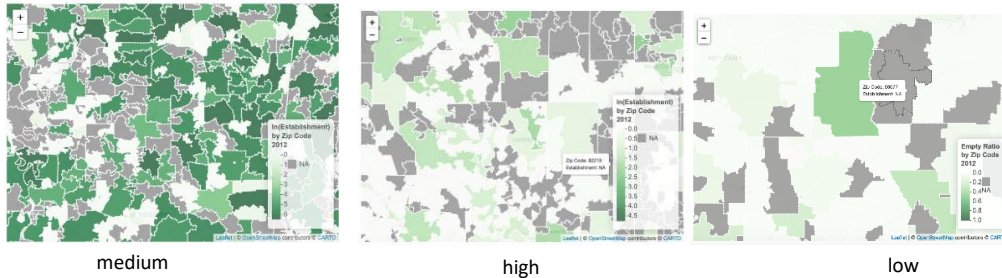 +
−
ln(Establishment)
by Zip Code
2012
0
1
2
3
4
5
6
NA
Leaflet | © OpenStreetMap contributors © CARTO
medium
+
−
Zip Code: 82219
Establishment: NA
ln(Establishment)
by Zip Code
2012
0.0
0.5
1.0
1.5
2.0
2.5
3.0
3.5
4.0
4.5
NA
Leaflet | © OpenStreetMap contributors © CARTO
high
+
−
Establishment: NA
Empty Ratio
by Zip Code
2012
0.0
0.2
0.4
0.6
0.8
1.0
NA
Leaflet | © OpenStreetMap contributors © CARTO
low